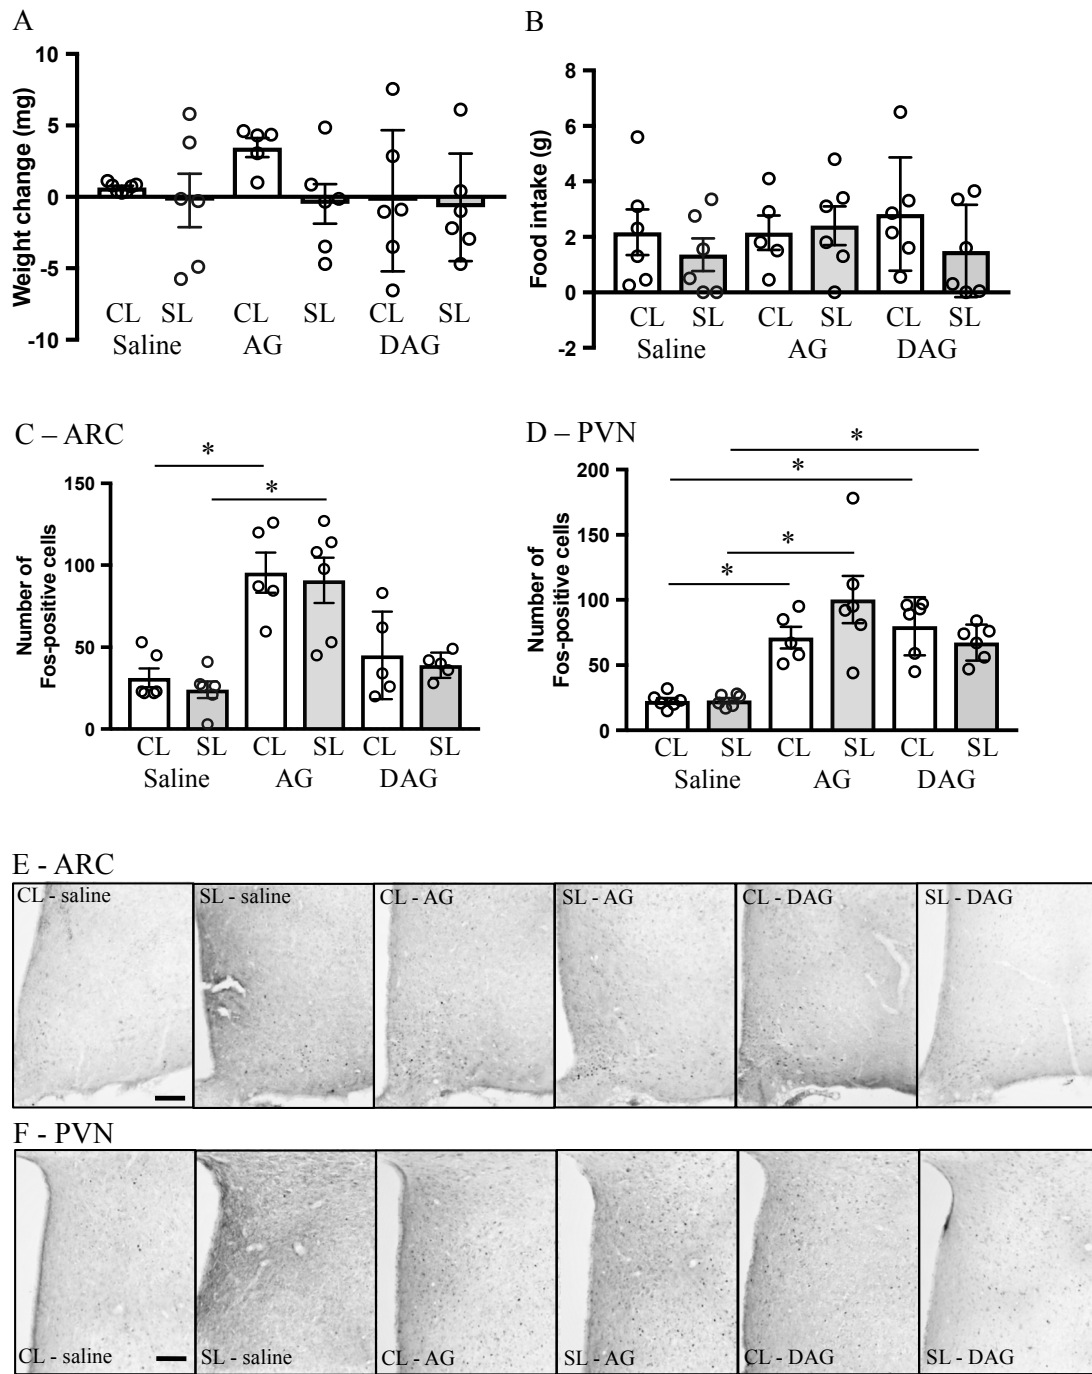 A
B
10
5
0
-5
-10
Weight change (mg)
CL SL CL SL CL SL
Saline AG DAG
8
6
4
2
0
-2
Food intake (g)
CL SL CL SL CL SL
Saline AG DAG
C – ARC
D – PVN
* *
150
100
50
0
Number of
Fos-positive cells
CL SL CL SL CL SL
Saline AG DAG
* * * *
200
150
100
50
0
Number of
Fos-positive cells
CL SL CL SL CL SL
Saline AG DAG
E - ARC
CL - saline SL - saline CL - AG SL - AG CL - DAG SL - DAG
F - PVN
CL - saline SL - saline CL - AG SL - AG CL - DAG SL - DAG